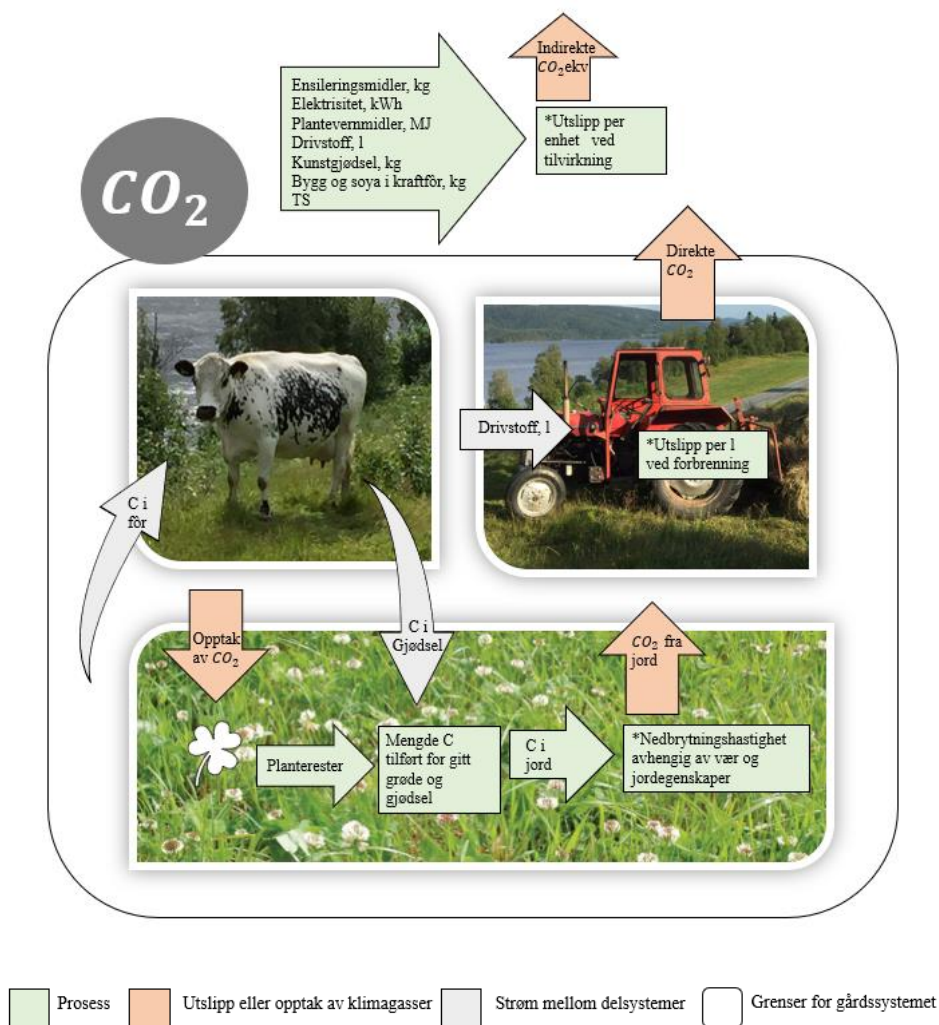 Indirekte
CO₂ekv
Ensileringsmidler, kg
Elektrisitet, kWh
Plantevernmidler, MJ
Drivstoff, l
Kunstgjødsel, kg
Bygg og soya i kraftfôr, kg
TS
*Utslipp per
enhet ved
tilvirkning
CO₂
Direkte
CO₂
Drivstoff, l
*Utslipp per l
ved forbrenning
C i
fôr
Opptak
av CO₂
C i
Gjødsel
CO₂ fra
jord
Planterester
Mengde C
tilført for gitt
grøde og
gjødsel
C i
jord
*Nedbrytningshastighet
avhengig av vær og
jordegenskaper
Prosess
Utslipp eller opptak av klimagasser
Strøm mellom delsystemer
Grenser for gårdssystemet